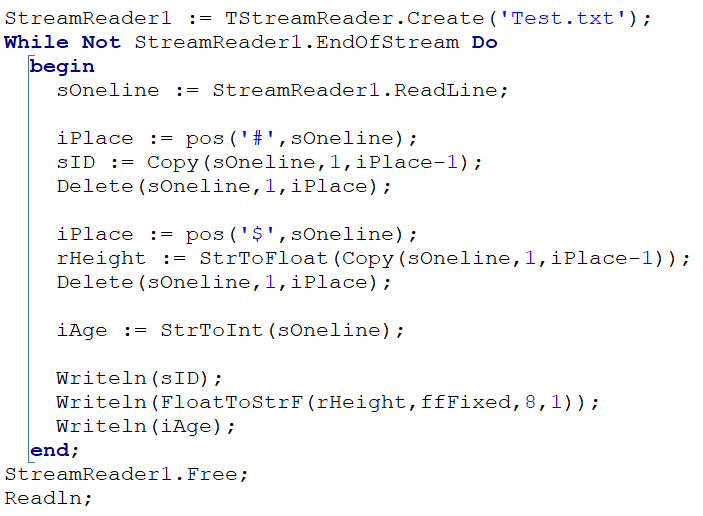 StreamReader1 := TStreamReader.Create('Test.txt');
While Not StreamReader1.EndOfStream Do
begin
sOneline := StreamReader1.ReadLine;
iPlace := pos('#',sOneline);
sID := Copy(sOneline,1,iPlace-1);
Delete(sOneline,1,iPlace);
iPlace := pos('$',sOneline);
rHeight := StrToFloat(Copy(sOneline,1,iPlace-1));
Delete(sOneline,1,iPlace);
iAge := StrToInt(sOneline);
Writeln(sID);
Writeln(FloatToStrF(rHeight,ffFixed,8,1));
Writeln(iAge);
end;
StreamReader1.Free;
Readln;